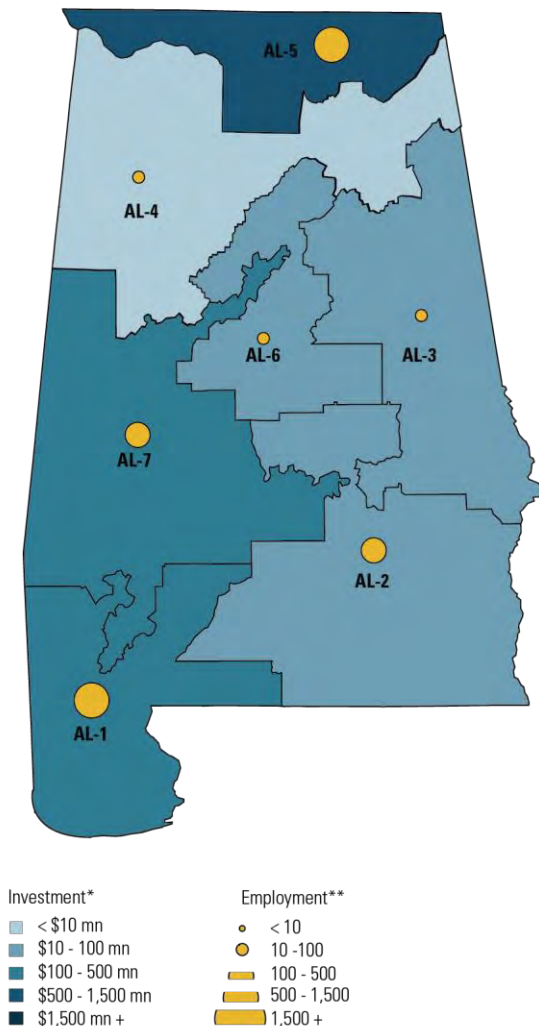 AL-5
AL-4
AL-6
AL-3
AL-7
AL-2
AL-1
Investment*
< $10 mn
$10 - 100 mn
$100 - 500 mn
$500 - 1,500 mn
$1,500 mn +
Employment**
< 10
10 -100
100 - 500
500 - 1,500
1,500 +